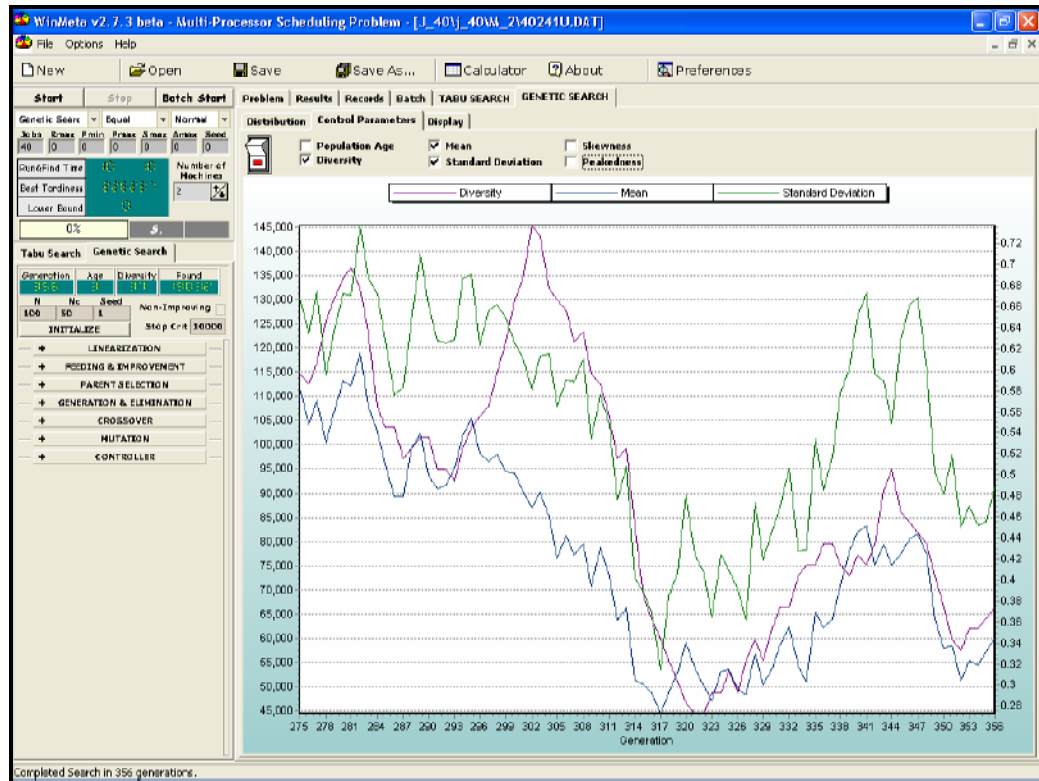 WinMeta v2.7.3 beta - Multi-Processor Scheduling Problem - [J_40\j_40\M_2\40241U.DAT]
File Options Help
New Open Save Save As... Calculator About Preferences
Start Stop Batch Start
Problem Results Records Batch TABU SEARCH GENETIC SEARCH
Genetic Searc Equal Normal
Distribution Control Parameters Display
Jobs Rmax Pmin Pmax Smax Amax Seed
40 0 0 0 0 0 0
Population Age Mean Skewness
Diversity Standard Deviation Peakedness
Run&Find Time
Number of Machines
Best Tardiness
2
Lower Bound
0% S.
Tabu Search Genetic Search
Generation Age Diversity Found
356
N Nc Seed
Non-Improving
100 50 1
INITIALIZE Stop Crit 10000
+ LINEARIZATION
+ FEEDING & IMPROVEMENT
+ PARENT SELECTION
+ GENERATION & ELIMINATION
+ CROSSOVER
+ MUTATION
+ CONTROLLER
Diversity Mean Standard Deviation
145,000
140,000
135,000
130,000
125,000
120,000
115,000
110,000
105,000
100,000
95,000
90,000
85,000
80,000
75,000
70,000
65,000
60,000
55,000
50,000
45,000
0.72
0.7
0.68
0.66
0.64
0.62
0.6
0.58
0.56
0.54
0.52
0.5
0.48
0.46
0.44
0.42
0.4
0.38
0.36
0.34
0.32
0.3
0.28
275 278 281 284 287 290 293 296 299 302 305 308 311 314 317 320 323 326 329 332 335 338 341 344 347 350 353 356
Generation
Completed Search in 356 generations.